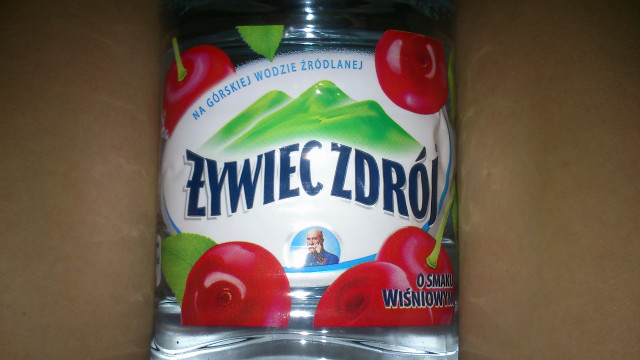 NA GÓRSKIEJ WODZIE ŹRÓDLANEJ
ŻYWIEC ZDRÓJ
O SMAKU
WIŚNIOWYM